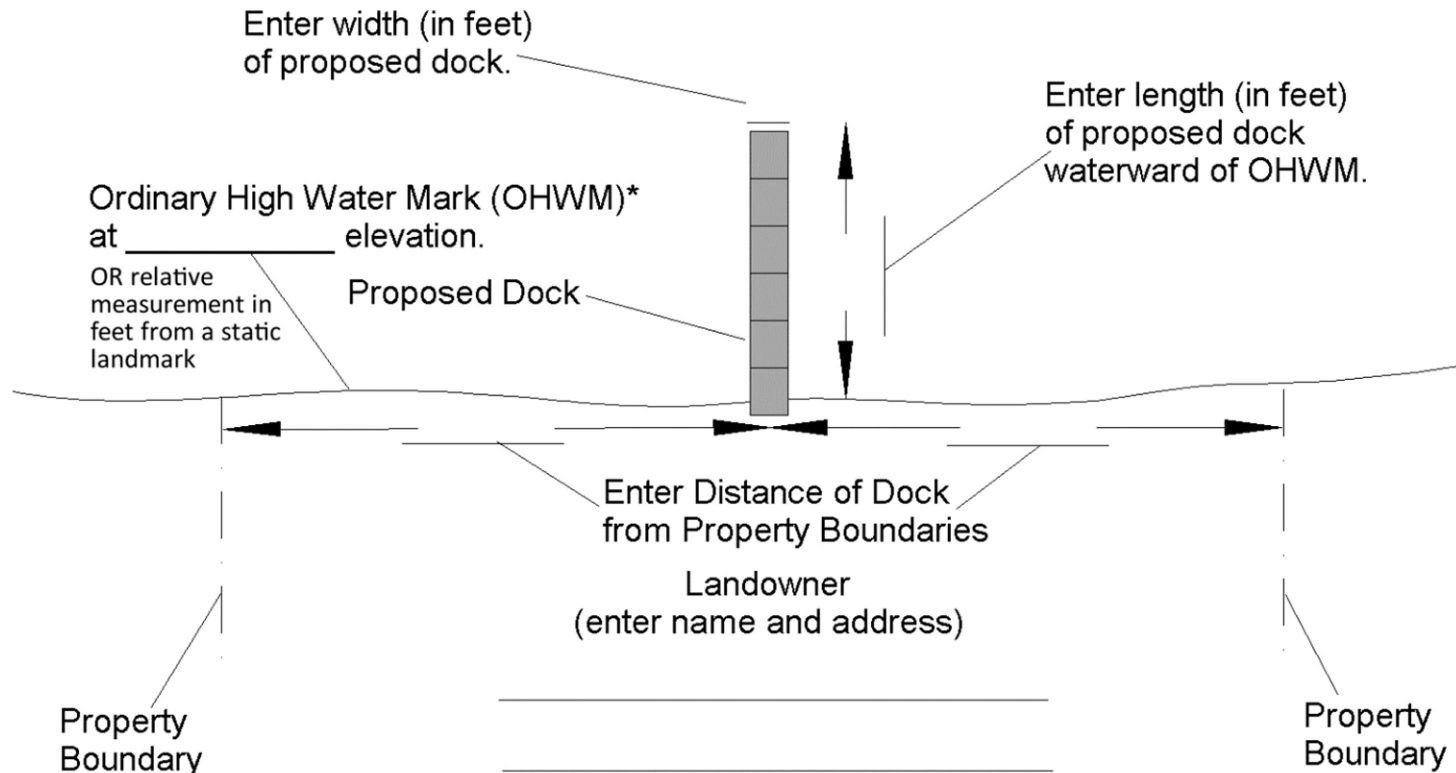 Enter width (in feet)
of proposed dock.
Enter length (in feet)
of proposed dock
waterward of OHWM.
Ordinary High Water Mark (OHWM)*
at ____________ elevation.
OR relative
measurement in
feet from a static
landmark
Proposed Dock
Enter Distance of Dock
from Property Boundaries
Landowner
(enter name and address)
Property
Boundary
Property
Boundary